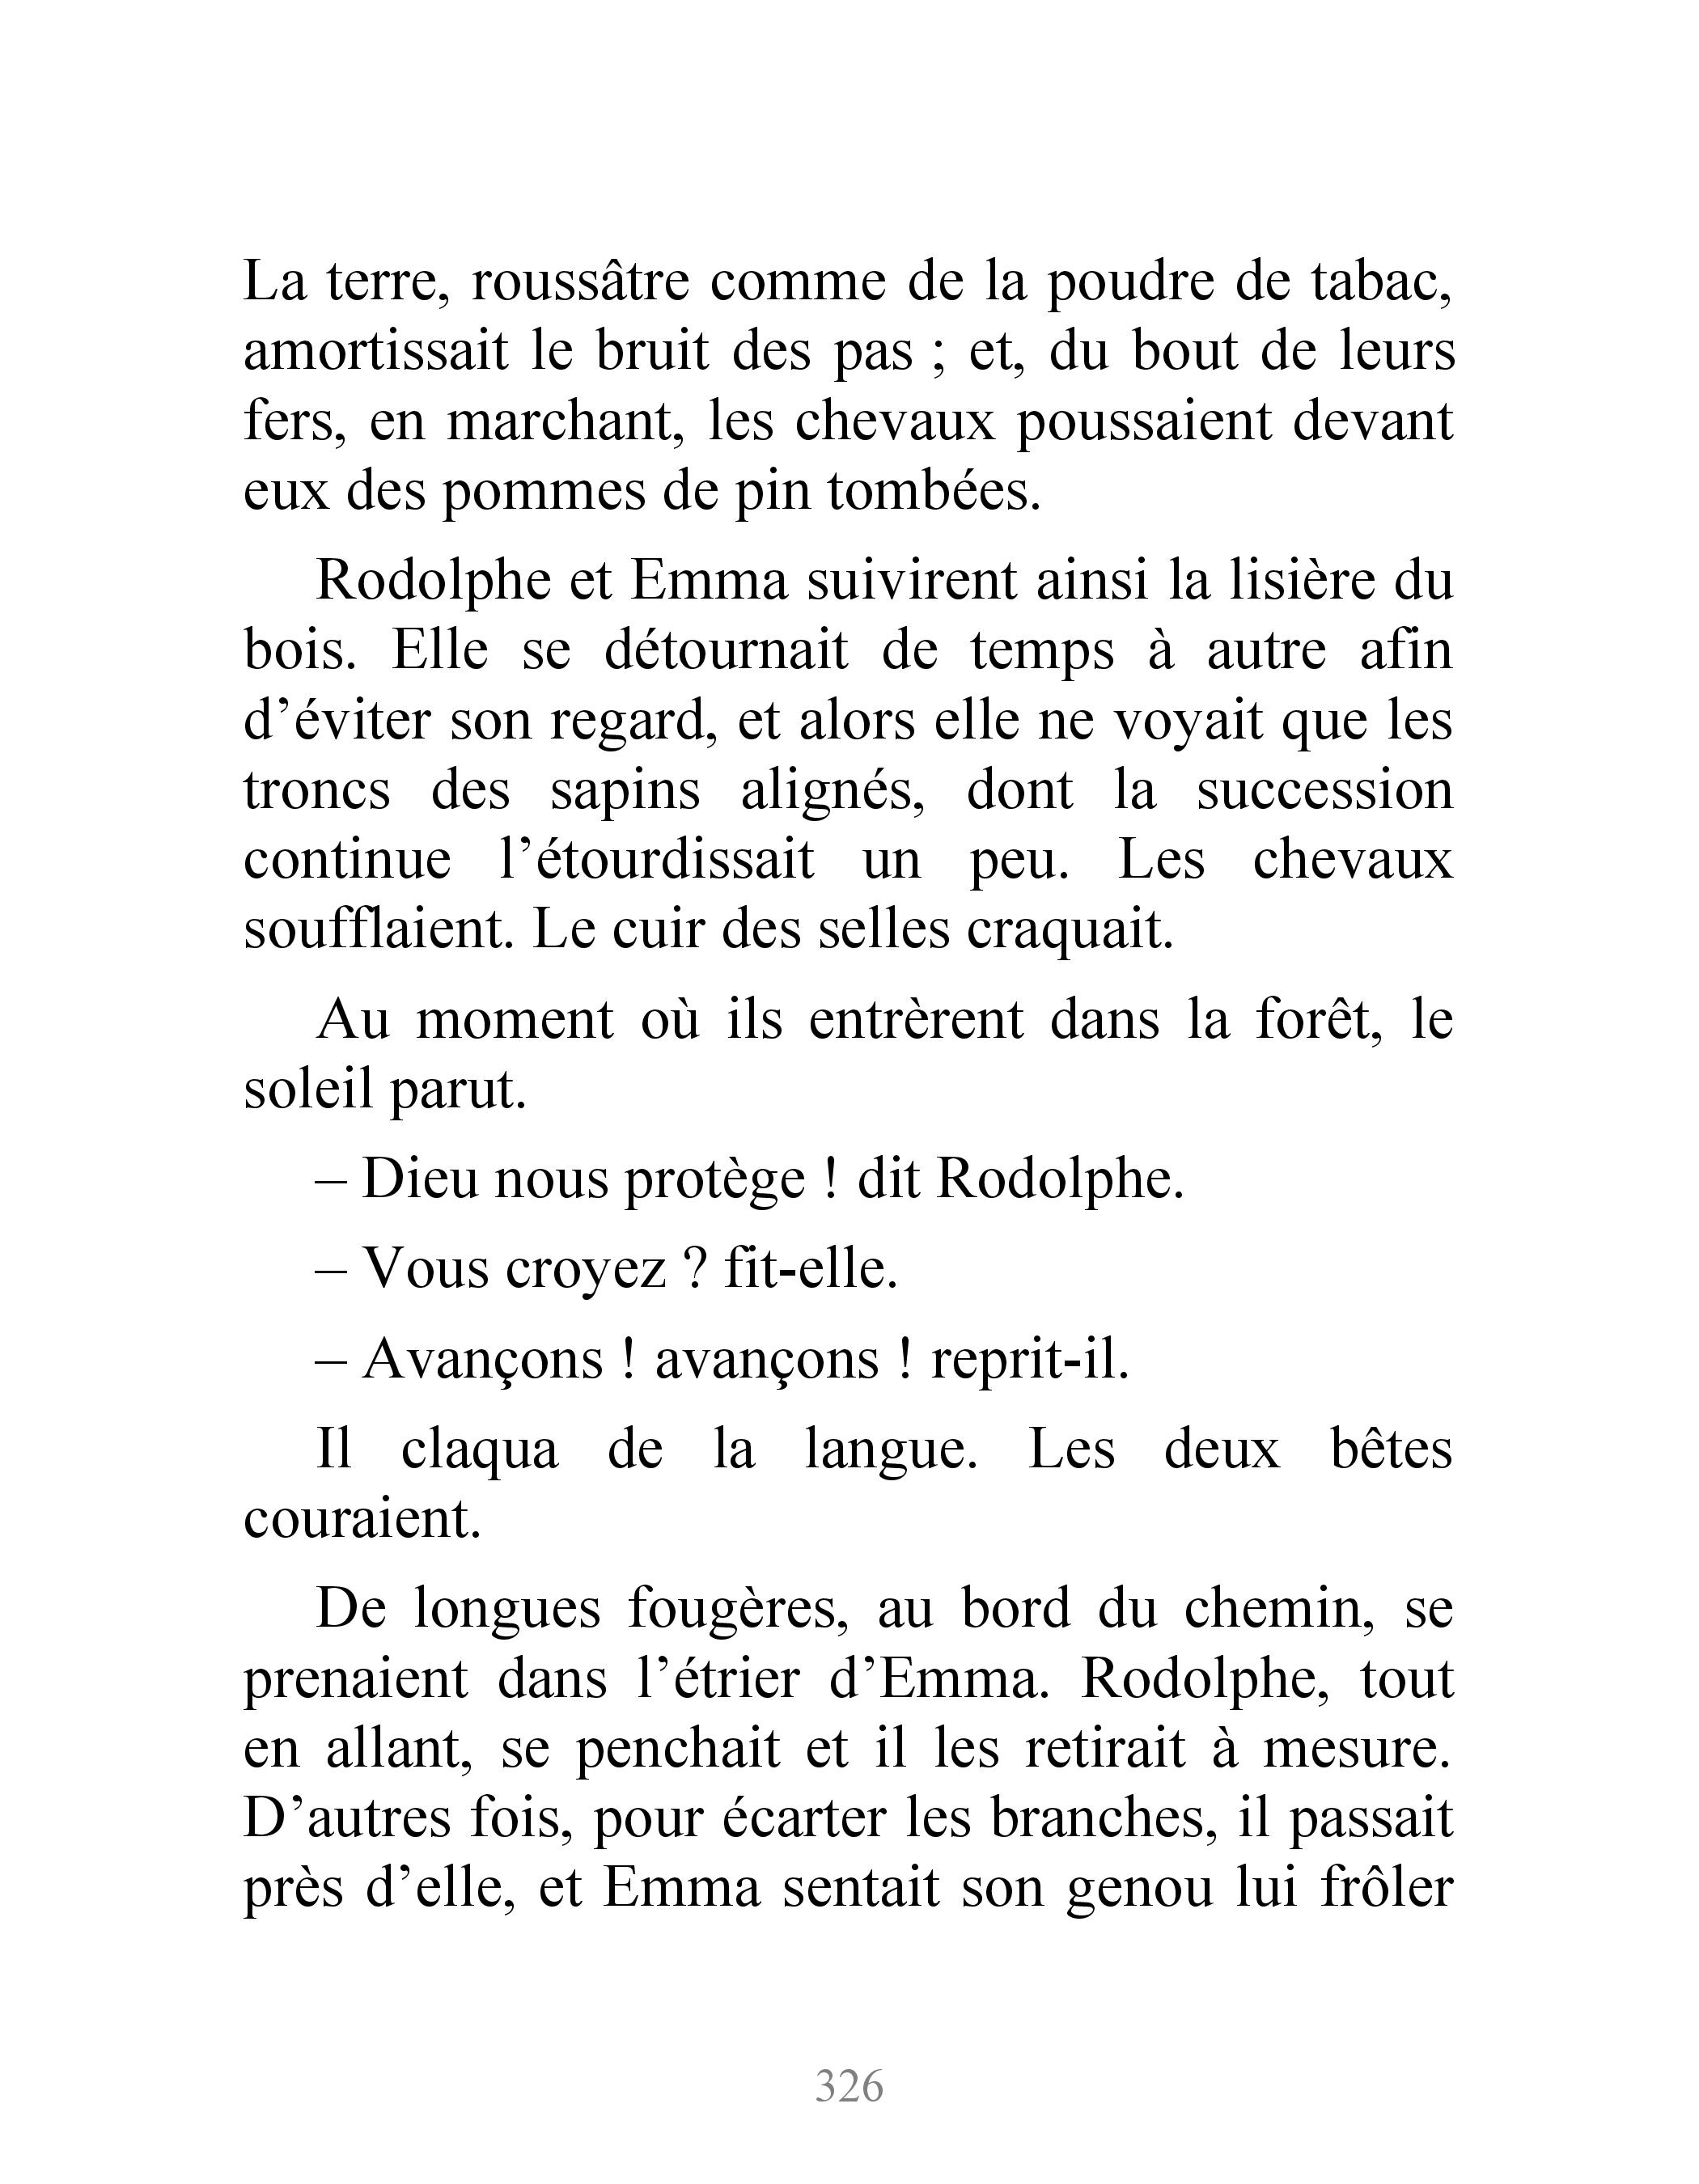 La terre, roussâtre comme de la poudre de tabac,
amortissait le bruit des pas ; et, du bout de leurs
fers, en marchant, les chevaux poussaient devant
eux des pommes de pin tombées.
Rodolphe et Emma suivirent ainsi la lisière du
bois. Elle se détournait de temps à autre afin
d’éviter son regard, et alors elle ne voyait que les
troncs des sapins alignés, dont la succession
continue l’étourdissait un peu. Les chevaux
soufflaient. Le cuir des selles craquait.
Au moment où ils entrèrent dans la forêt, le
soleil parut.
– Dieu nous protège ! dit Rodolphe.
– Vous croyez ? fit-elle.
– Avançons ! avançons ! reprit-il.
Il claqua de la langue. Les deux bêtes
couraient.
De longues fougères, au bord du chemin, se
prenaient dans l’étrier d’Emma. Rodolphe, tout
en allant, se penchait et il les retirait à mesure.
D’autres fois, pour écarter les branches, il passait
près d’elle, et Emma sentait son genou lui frôler
326